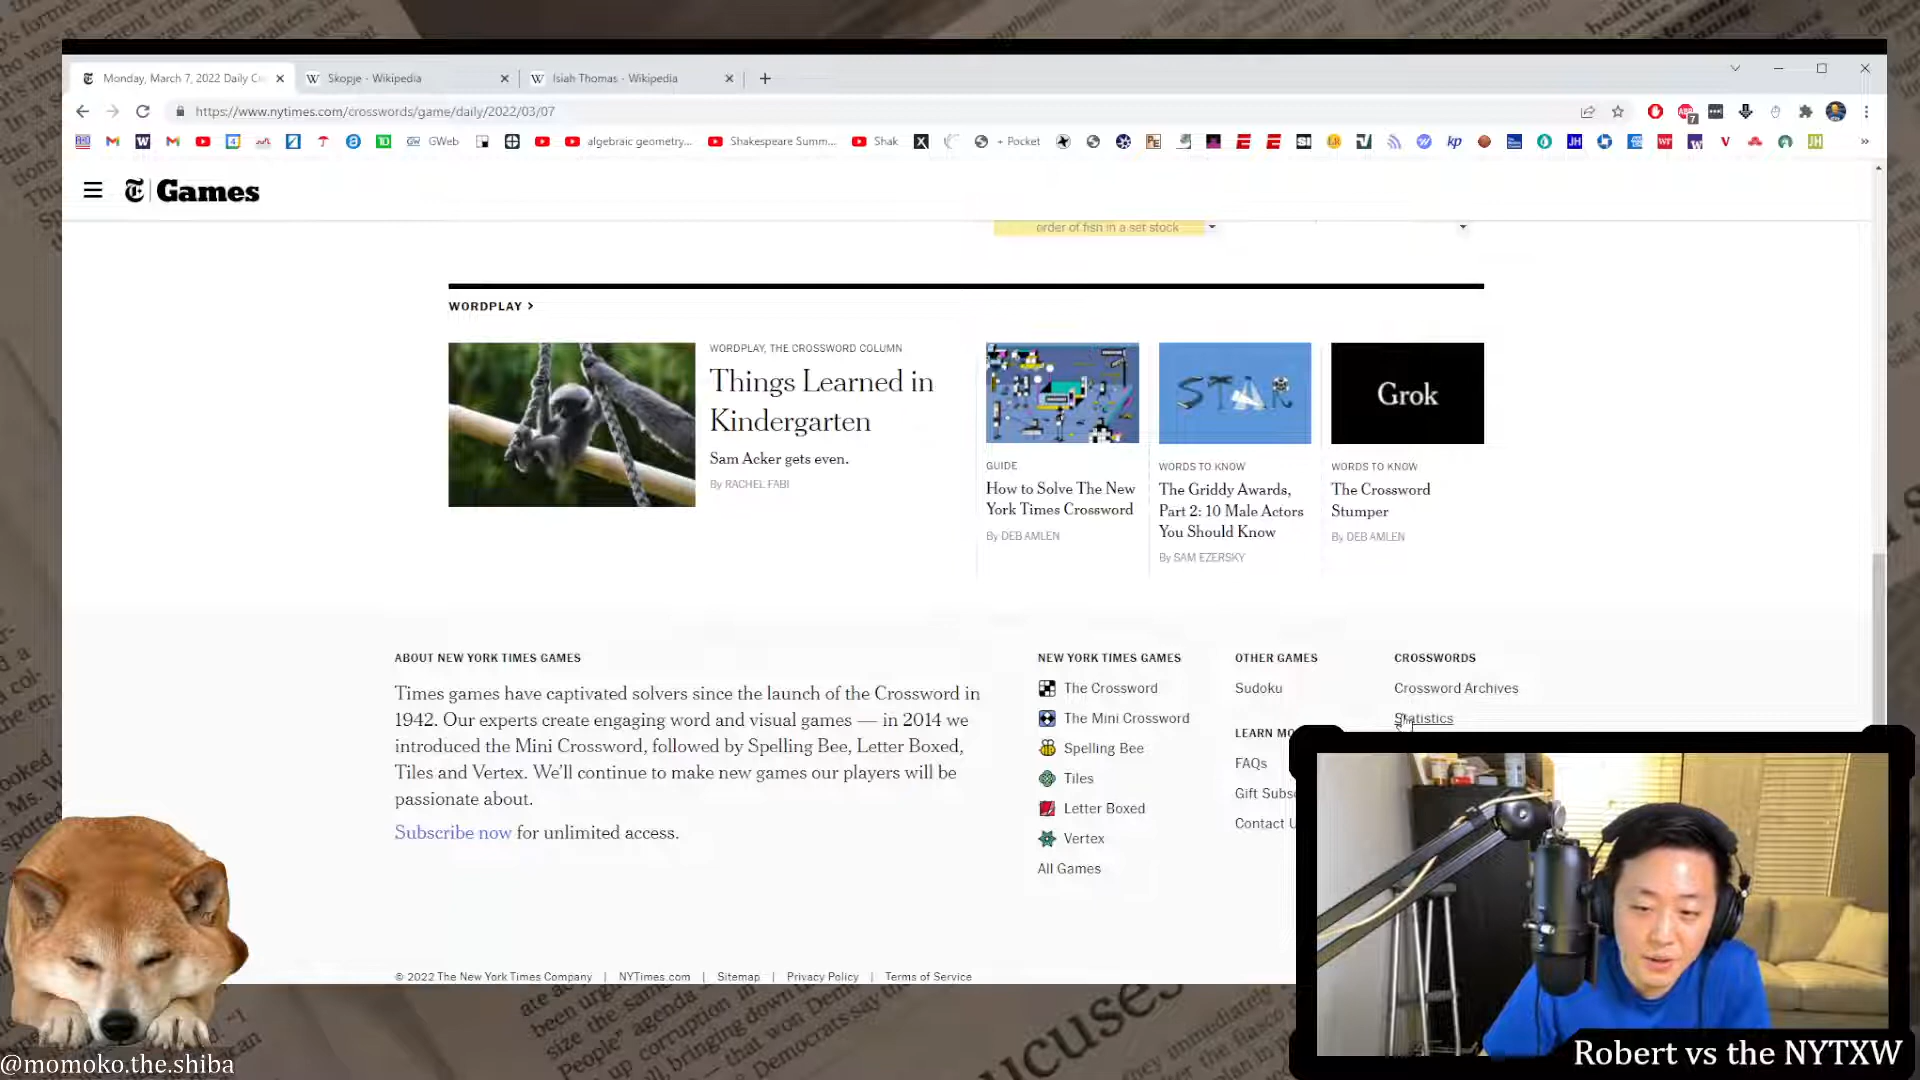 Monday, March 7, 2022 Daily C
Skopje - Wikipedia
Isiah Thomas - Wikipedia
https://www.nytimes.com/crosswords/game/daily/2022/03/07
GWeb
algebraic geometry...
Shakespeare Summ...
Shak
+ Pocket
Games
order of fish in a set stock
WORDPLAY >
WORDPLAY, THE CROSSWORD COLUMN
Things Learned in
Kindergarten
Sam Acker gets even.
By RACHEL FABI
GUIDE
How to Solve The New
York Times Crossword
By DEB AMLEN
STAR
WORDS TO KNOW
The Griddy Awards,
Part 2: 10 Male Actors
You Should Know
By SAM EZERSKY
Grok
WORDS TO KNOW
The Crossword
Stumper
By DEB AMLEN
ABOUT NEW YORK TIMES GAMES
Times games have captivated solvers since the launch of the Crossword in
1942. Our experts create engaging word and visual games — in 2014 we
introduced the Mini Crossword, followed by Spelling Bee, Letter Boxed,
Tiles and Vertex. We'll continue to make new games our players will be
passionate about.
Subscribe now for unlimited access.
NEW YORK TIMES GAMES
The Crossword
The Mini Crossword
Spelling Bee
Tiles
Letter Boxed
Vertex
All Games
OTHER GAMES
Sudoku
LEARN MO
FAQs
Gift Subs
Contact U
CROSSWORDS
Crossword Archives
Statistics
© 2022 The New York Times Company | NYTimes.com | Sitemap | Privacy Policy | Terms of Service
@momoko.the.shiba
Robert vs the NYTXW